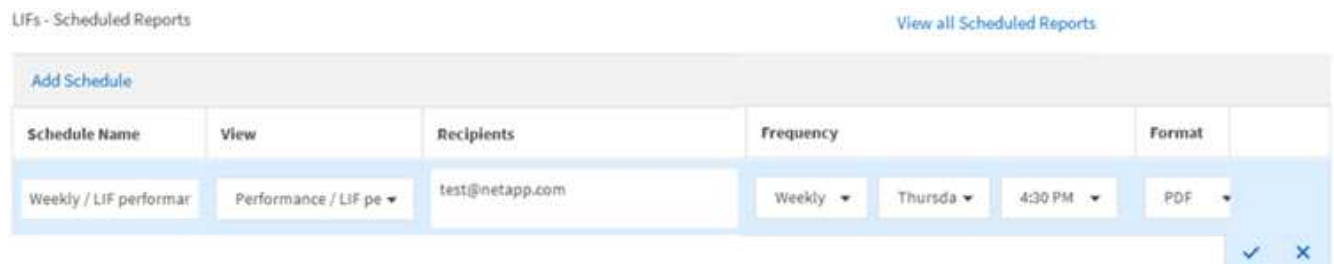 LIFs - Scheduled Reports View all Scheduled Reports
Add Schedule
Schedule Name View Recipients Frequency Format
Weekly / LIF performar Performance / LIF pe test@netapp.com Weekly Thursda 4:30 PM PDF